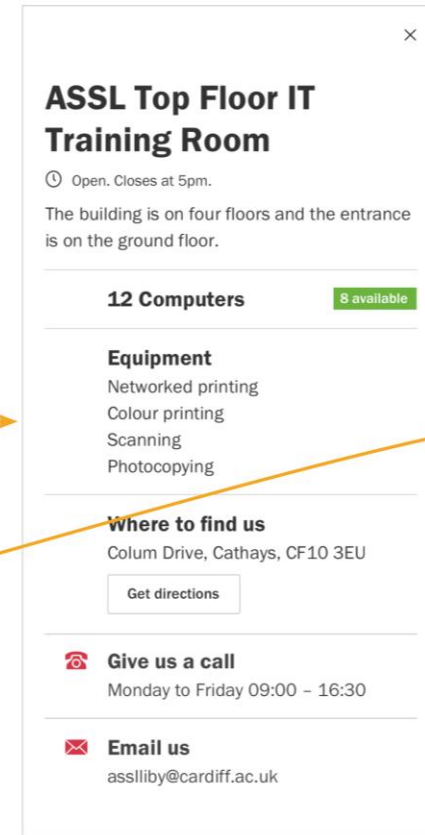 ASSL Top Floor IT
Training Room
Open. Closes at 5pm.
The building is on four floors and the entrance
is on the ground floor.
12 Computers 8 available
Equipment
Networked printing
Colour printing
Scanning
Photocopying
Where to find us
Colum Drive, Cathays, CF10 3EU
Get directions
Give us a call
Monday to Friday 09:00 – 16:30
Email us
asslliby@cardiff.ac.uk